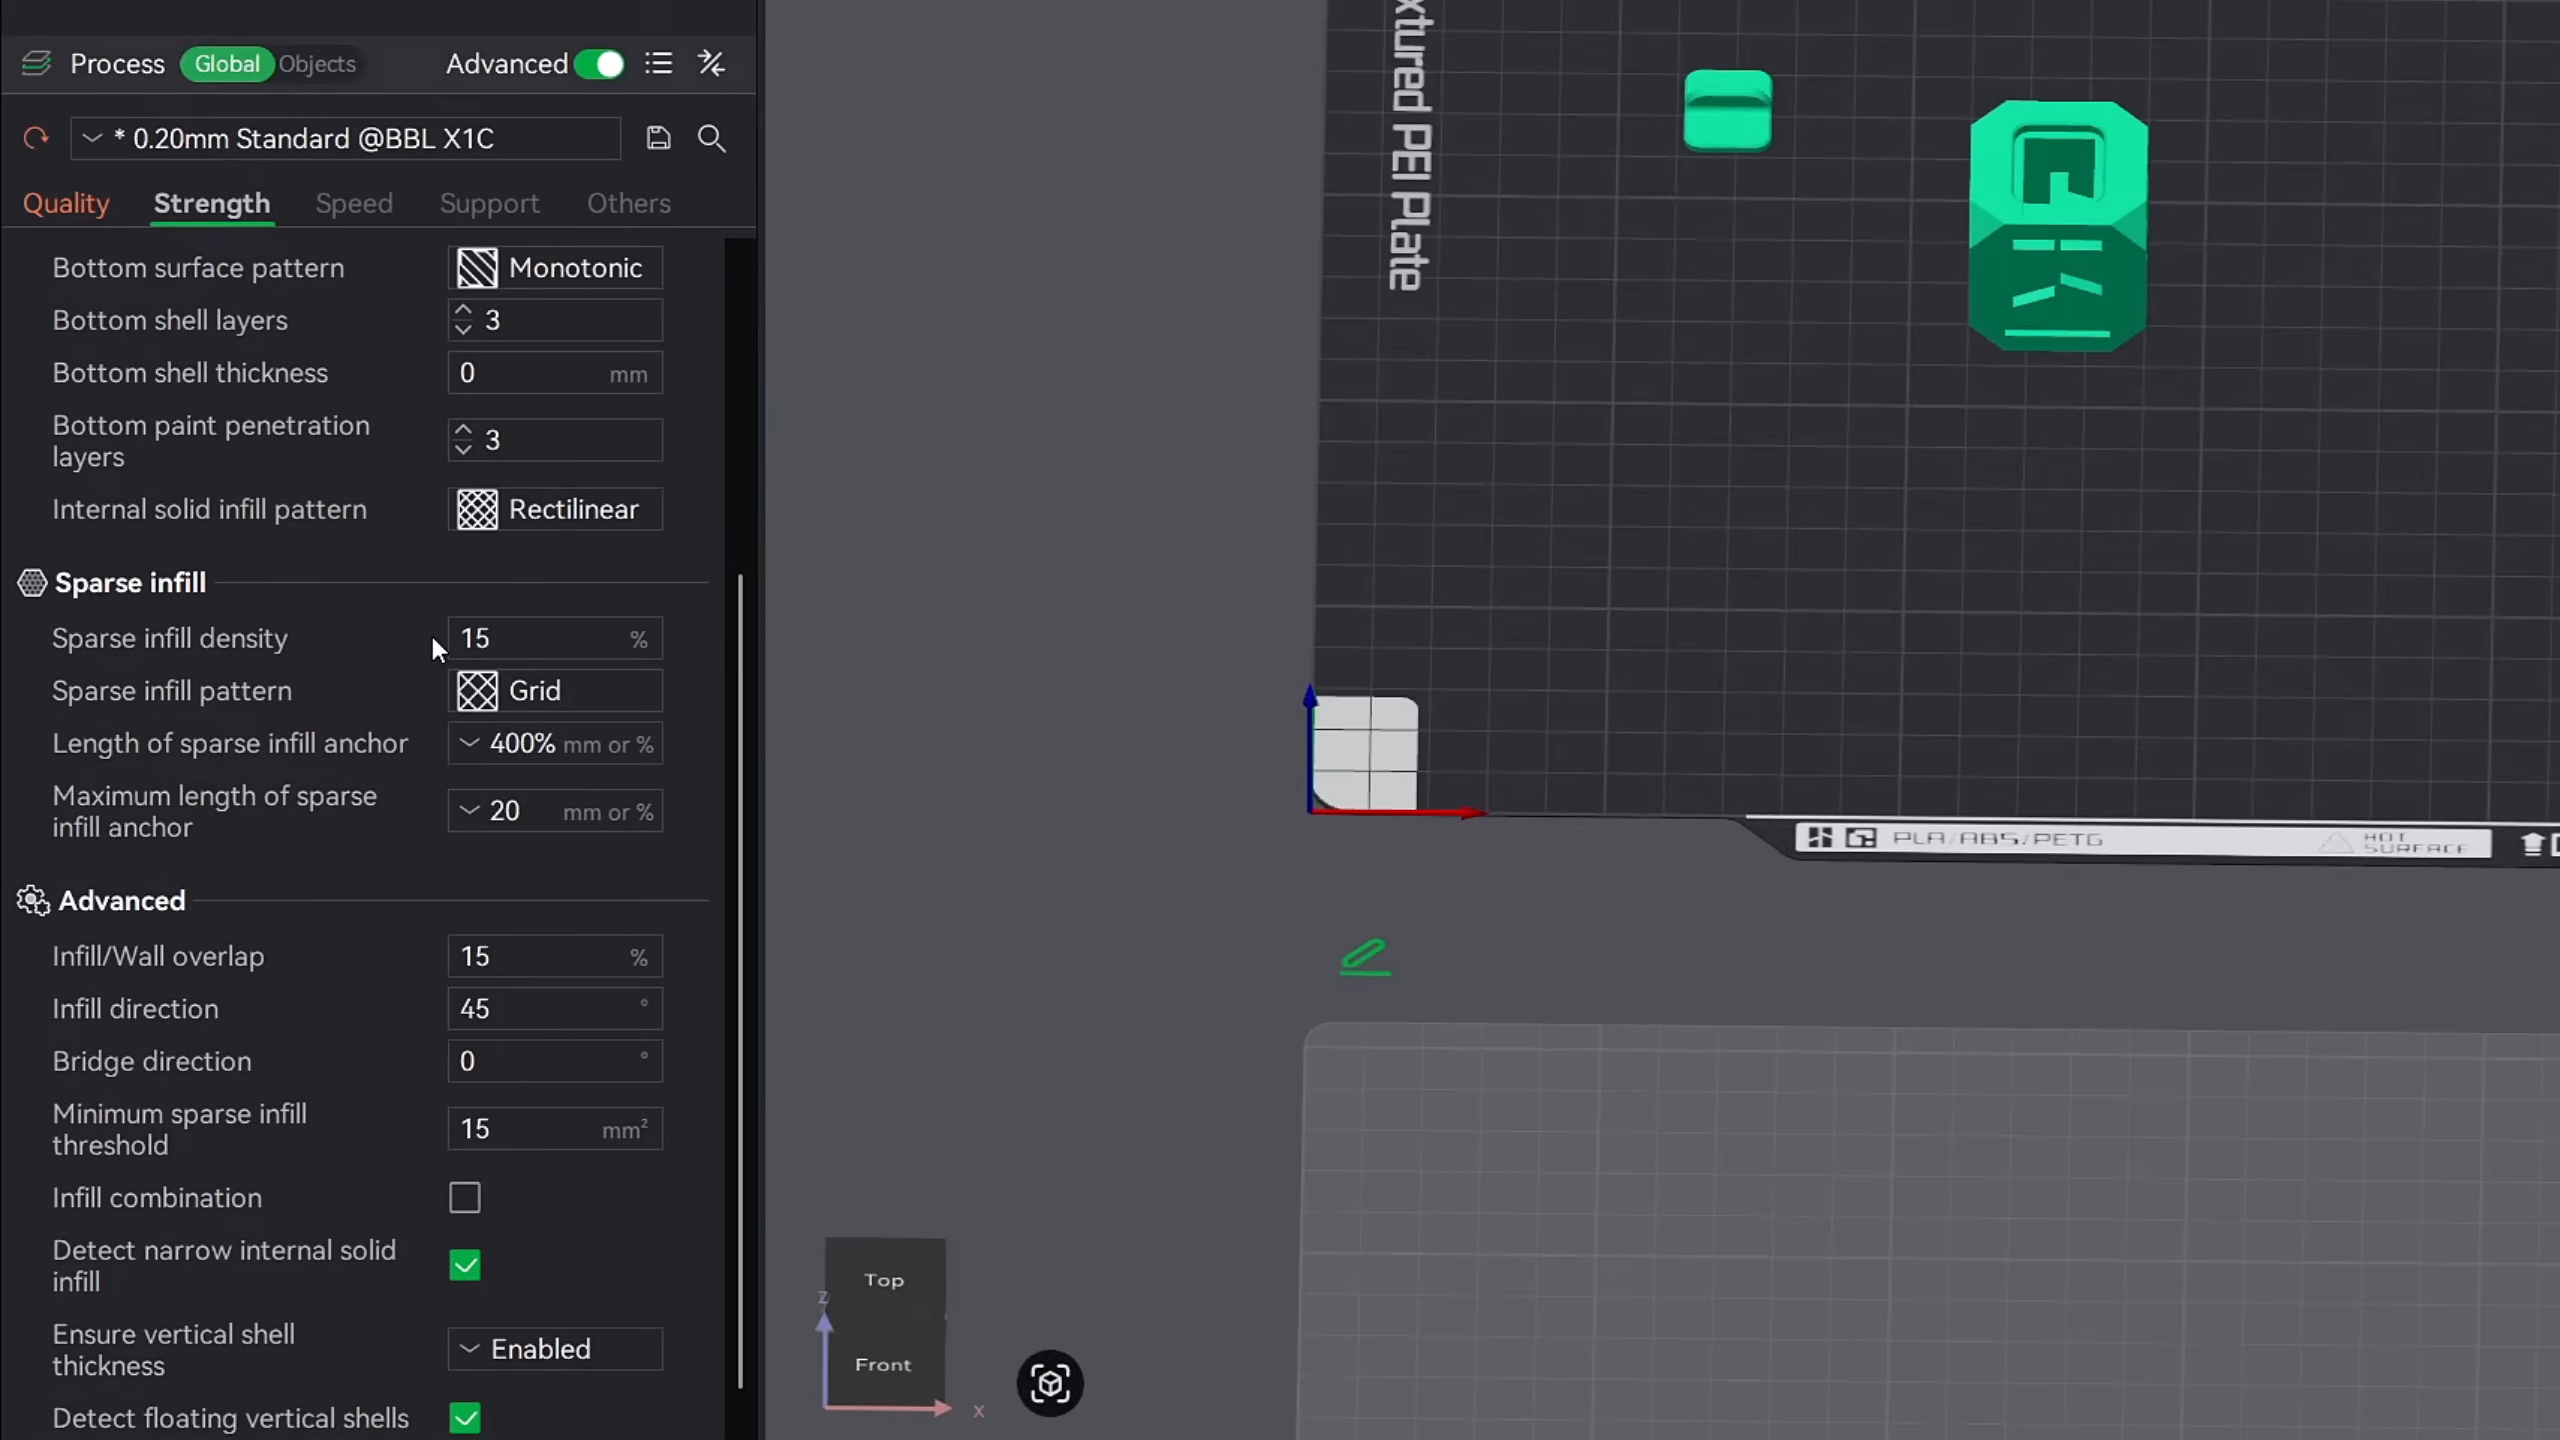 Process Global Objects Advanced
* 0.20mm Standard @BBL X1C
Quality Strength Speed Support Others
Bottom surface pattern Monotonic
Bottom shell layers 3
Bottom shell thickness 0 mm
Bottom paint penetration
layers 3
Internal solid infill pattern Rectilinear
Sparse infill
Sparse infill density 15 %
Sparse infill pattern Grid
Length of sparse infill anchor 400% mm or %
Maximum length of sparse
infill anchor 20 mm or %
Advanced
Infill/Wall overlap 15 %
Infill direction 45 °
Bridge direction 0 °
Minimum sparse infill
threshold 15 mm²
Infill combination
Detect narrow internal solid
infill
Ensure vertical shell
thickness Enabled
Detect floating vertical shells
xtured PEI Plate
PLA/ABS/PETG
HOT
SURFACE
Top
Front
z
x